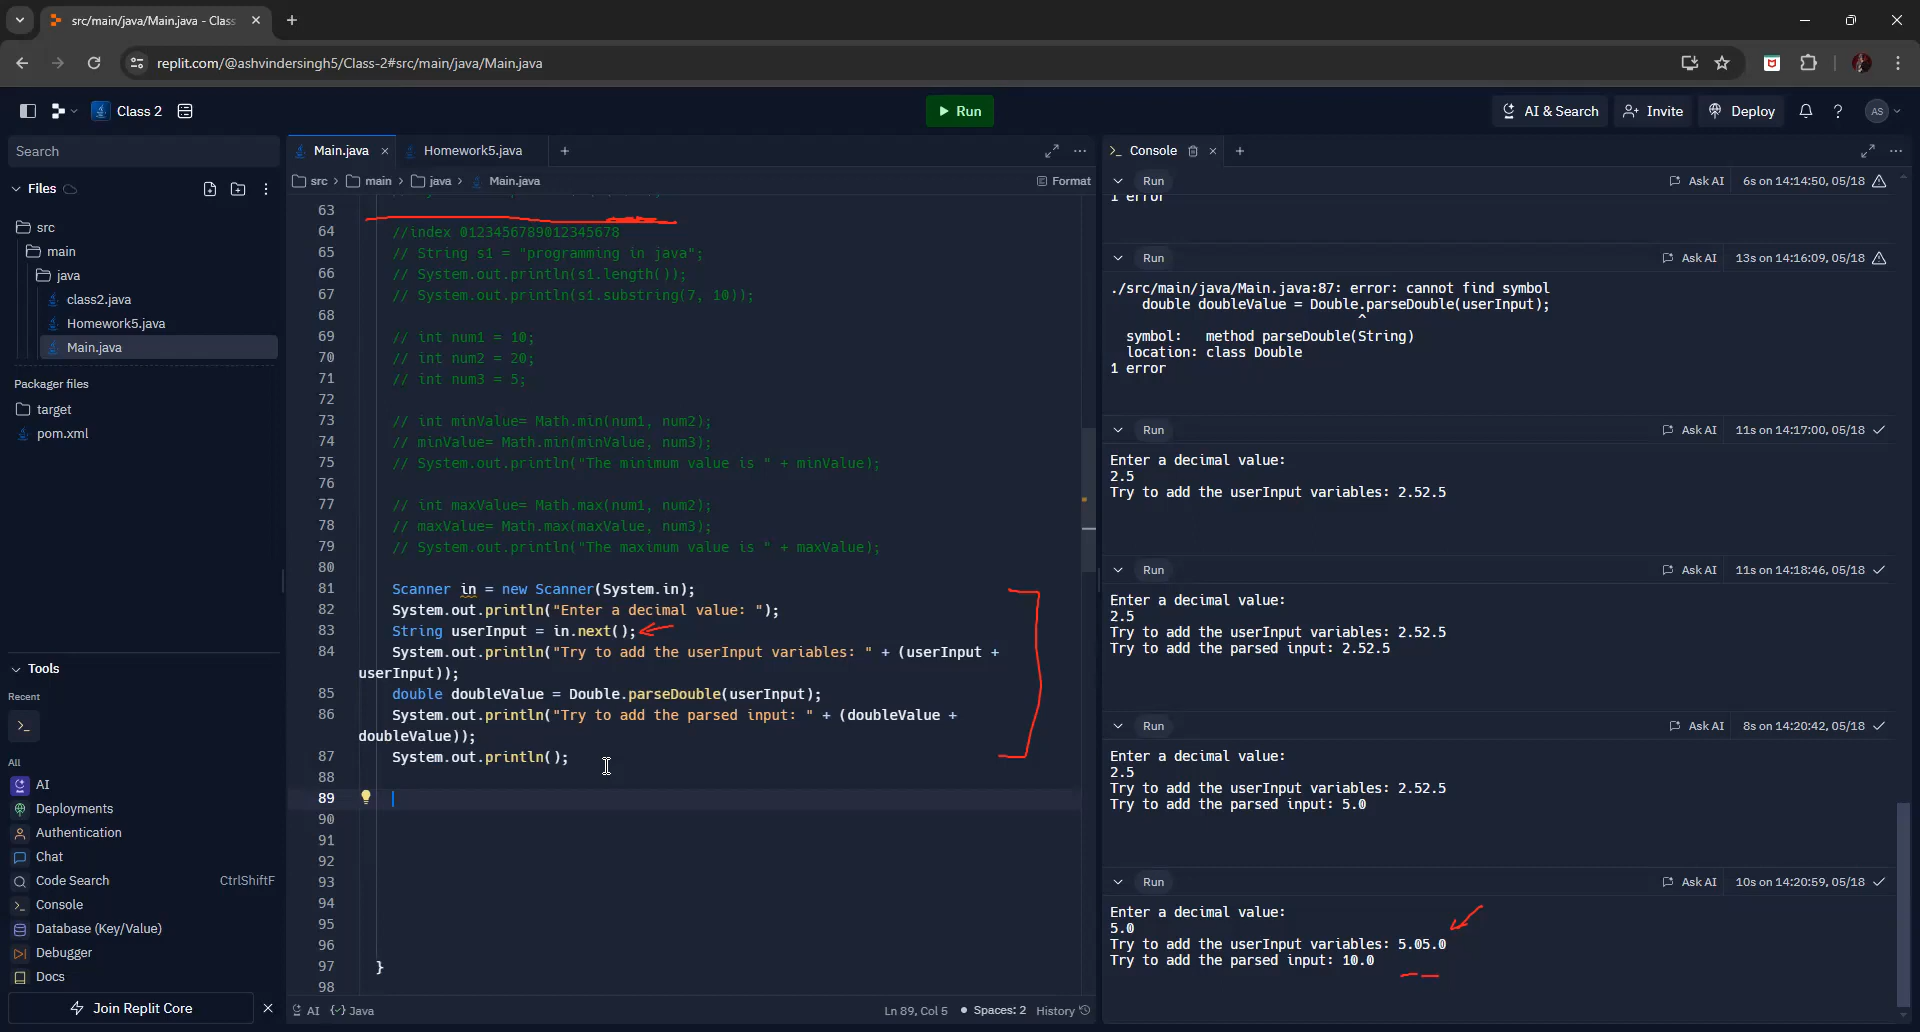 src/main/java/Main.java - Class
replit.com/@ashvindersingh5/Class-2#src/main/java/Main.java
Class 2
Run
AI & Search
Invite
Deploy
AS
Search
Files
src
main
java
class2.java
Homework5.java
Main.java
Packager files
target
pom.xml
Tools
Recent
All
AI
Deployments
Authentication
Chat
Code Search CtrlShiftF
Console
Database (Key/Value)
Debugger
Docs
Join Replit Core
Main.java
Homework5.java
src > main > java > Main.java
Format
63
64 //index 0123456789012345678
65 // String s1 = "programming in java";
66 // System.out.println(s1.length());
67 // System.out.println(s1.substring(7, 10));
68
69 // int num1 = 10;
70 // int num2 = 20;
71 // int num3 = 5;
72
73 // int minValue= Math.min(num1, num2);
74 // minValue= Math.min(minValue, num3);
75 // System.out.println("The minimum value is " + minValue);
76
77 // int maxValue= Math.max(num1, num2);
78 // maxValue= Math.max(maxValue, num3);
79 // System.out.println("The maximum value is " + maxValue);
80
81 Scanner in = new Scanner(System.in);
82 System.out.println("Enter a decimal value: ");
83 String userInput = in.next();
84 System.out.println("Try to add the userInput variables: " + (userInput +
userInput));
85 double doubleValue = Double.parseDouble(userInput);
86 System.out.println("Try to add the parsed input: " + (doubleValue +
doubleValue));
87 System.out.println();
88
89
90
91
92
93
94
95
96
97 }
98
AI {} Java
Ln 89, Col 5 Spaces: 2 History
Console
Run Ask AI 6s on 14:14:50, 05/18
1 error
Run Ask AI 13s on 14:16:09, 05/18
./src/main/java/Main.java:87: error: cannot find symbol
double doubleValue = Double.parseDouble(userInput);
^
symbol: method parseDouble(String)
location: class Double
1 error
Run Ask AI 11s on 14:17:00, 05/18
Enter a decimal value:
2.5
Try to add the userInput variables: 2.52.5
Run Ask AI 11s on 14:18:46, 05/18
Enter a decimal value:
2.5
Try to add the userInput variables: 2.52.5
Try to add the parsed input: 2.52.5
Run Ask AI 8s on 14:20:42, 05/18
Enter a decimal value:
2.5
Try to add the userInput variables: 2.52.5
Try to add the parsed input: 5.0
Run Ask AI 10s on 14:20:59, 05/18
Enter a decimal value:
5.0
Try to add the userInput variables: 5.05.0
Try to add the parsed input: 10.0